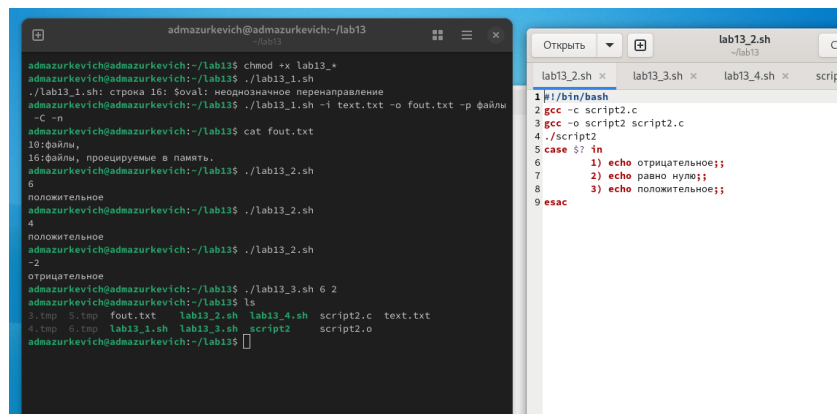 admazurkevich@admazurkevich:~/lab13
~/lab13
admazurkevich@admazurkevich:~/lab13$ chmod +x lab13_*
admazurkevich@admazurkevich:~/lab13$ ./lab13_1.sh
./lab13_1.sh: строка 16: $oval: неоднозначное перенаправление
admazurkevich@admazurkevich:~/lab13$ ./lab13_1.sh -i text.txt -o fout.txt -p файлы
-C -n
admazurkevich@admazurkevich:~/lab13$ cat fout.txt
10:файлы,
16:файлы, проецируемые в память.
admazurkevich@admazurkevich:~/lab13$ ./lab13_2.sh
6
положительное
admazurkevich@admazurkevich:~/lab13$ ./lab13_2.sh
4
положительное
admazurkevich@admazurkevich:~/lab13$ ./lab13_2.sh
-2
отрицательное
admazurkevich@admazurkevich:~/lab13$ ./lab13_3.sh 6 2
admazurkevich@admazurkevich:~/lab13$ ls
3.tmp 5.tmp fout.txt lab13_2.sh lab13_4.sh script2.c text.txt
4.tmp 6.tmp lab13_1.sh lab13_3.sh script2 script2.o
admazurkevich@admazurkevich:~/lab13$
Открыть
lab13_2.sh
~/lab13
lab13_2.sh × lab13_3.sh × lab13_4.sh × scrip
1 #!/bin/bash
2 gcc -c script2.c
3 gcc -o script2 script2.c
4 ./script2
5 case $? in
6 1) echo отрицательное;;
7 2) echo равно нулю;;
8 3) echo положительное;;
9 esac